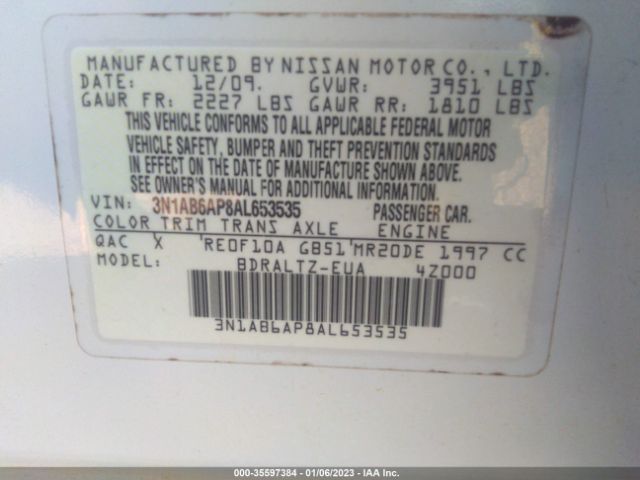 MANUFACTURED BY NISSAN MOTOR CO., LTD.
DATE: 12/09. GVWR: 3951 LBS
GAWR FR: 2227 LBS GAWR RR: 1810 LBS
THIS VEHICLE CONFORMS TO ALL APPLICABLE FEDERAL MOTOR
VEHICLE SAFETY, BUMPER AND THEFT PREVENTION STANDARDS
IN EFFECT ON THE DATE OF MANUFACTURE SHOWN ABOVE.
SEE OWNER'S MANUAL FOR ADDITIONAL INFORMATION.
VIN: 3N1AB6AP8AL653535 PASSENGER CAR.
COLOR TRIM TRANS AXLE ENGINE
QAC X RE0F10A GB51 MR20DE 1997 CC
MODEL: BDRALTZ-EUA 4Z000
3N1AB6AP8AL653535
000-35597384 - 01/06/2023 - IAA Inc.